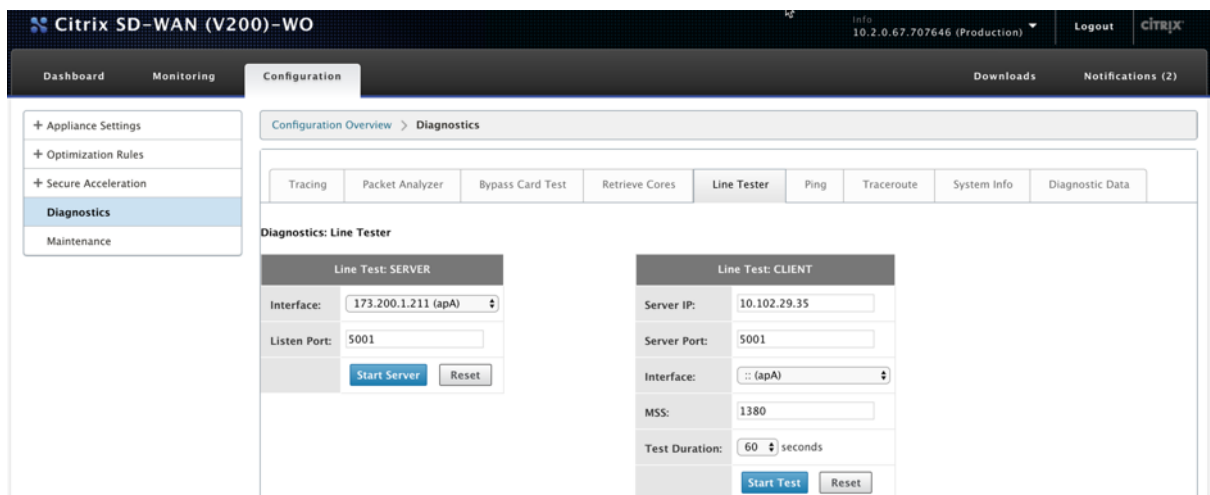 Citrix SD-WAN (V200)-WO
Info
10.2.0.67.707646 (Production)
Logout
CİTRIX
Dashboard Monitoring Configuration Downloads Notifications (2)
+ Appliance Settings
+ Optimization Rules
+ Secure Acceleration
Diagnostics
Maintenance
Configuration Overview > Diagnostics
Tracing Packet Analyzer Bypass Card Test Retrieve Cores Line Tester Ping Traceroute System Info Diagnostic Data
Diagnostics: Line Tester
Line Test: SERVER
Interface: 173.200.1.211 (apA)
Listen Port: 5001
Start Server Reset
Line Test: CLIENT
Server IP: 10.102.29.35
Server Port: 5001
Interface: :: (apA)
MSS: 1380
Test Duration: 60 seconds
Start Test Reset